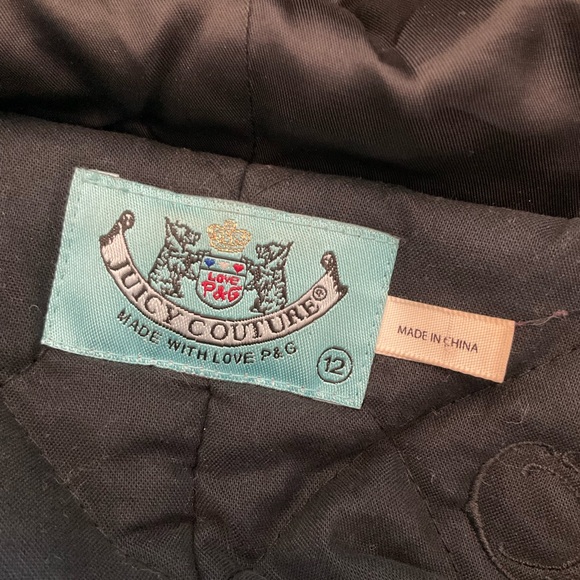 LOVE
P&G
JUICY COUTURE®
MADE WITH LOVE P&G
12
MADE IN CHINA